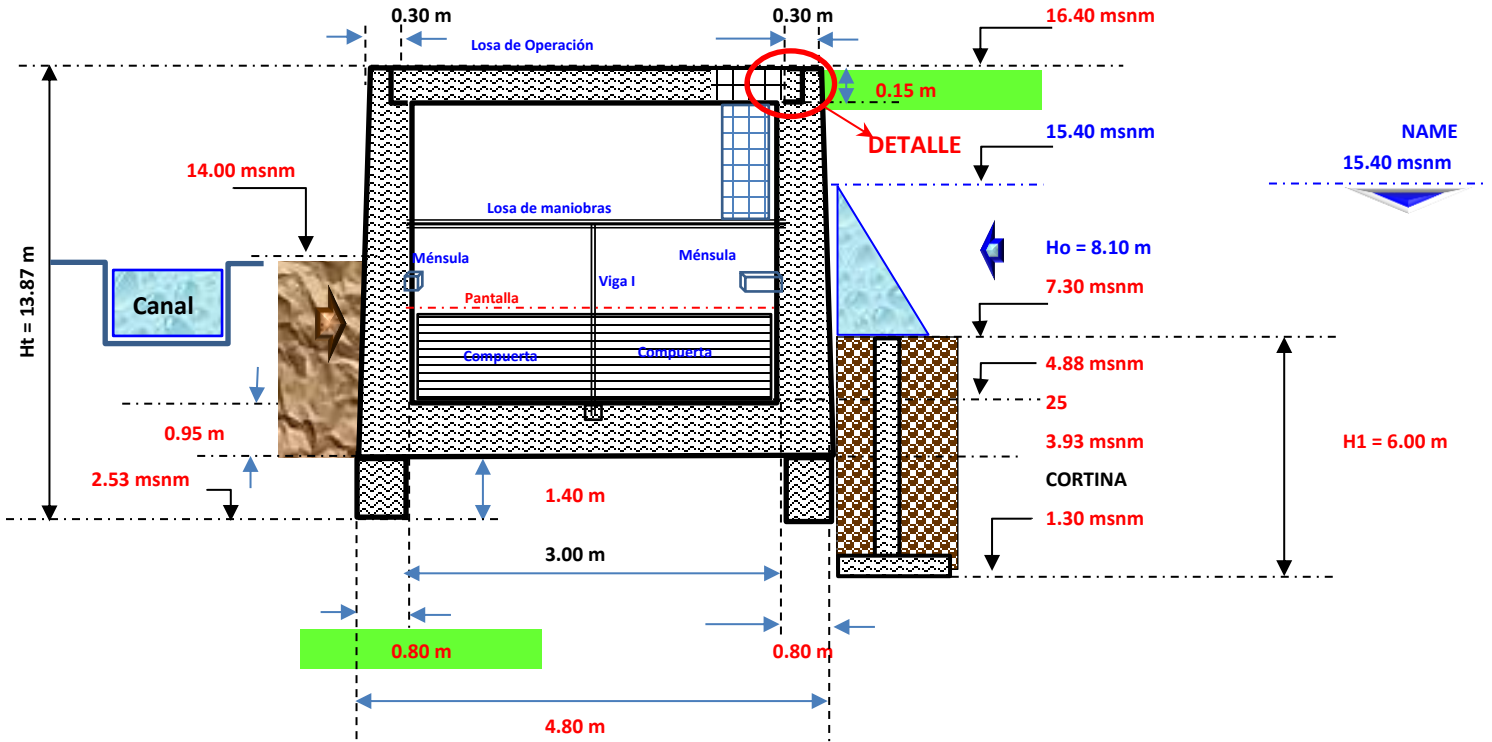 0.30 m
0.30 m
16.40 msnm
Losa de Operación
0.15 m
15.40 msnm
NAME
DETALLE
15.40 msnm
14.00 msnm
Losa de maniobras
Ho = 8.10 m
Ménsula
Ménsula
Viga I
7.30 msnm
Canal
Pantalla
Ht = 13.87 m
Compuerta
Compuerta
4.88 msnm
25
0.95 m
3.93 msnm
H1 = 6.00 m
2.53 msnm
CORTINA
1.40 m
1.30 msnm
3.00 m
0.80 m
0.80 m
4.80 m